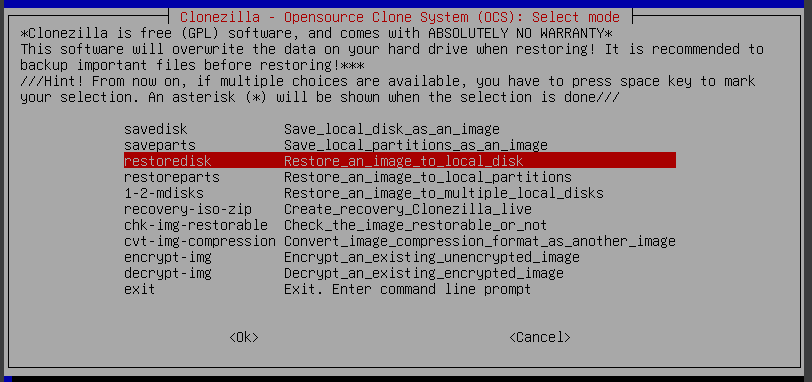 Clonezilla - Opensource Clone System (OCS): Select mode
*Clonezilla is free (GPL) software, and comes with ABSOLUTELY NO WARRANTY*
This software will overwrite the data on your hard drive when restoring! It is recommended to
backup important files before restoring!***
///Hint! From now on, if multiple choices are available, you have to press space key to mark
your selection. An asterisk (*) will be shown when the selection is done///
savedisk Save_local_disk_as_an_image
saveparts Save_local_partitions_as_an_image
restoredisk Restore_an_image_to_local_disk
restoreparts Restore_an_image_to_local_partitions
1-2-mdisks Restore_an_image_to_multiple_local_disks
recovery-iso-zip Create_recovery_Clonezilla_live
chk-img-restorable Check_the_image_restorable_or_not
cvt-img-compression Convert_image_compression_format_as_another_image
encrypt-img Encrypt_an_existing_unencrypted_image
decrypt-img Decrypt_an_existing_encrypted_image
exit Exit. Enter command line prompt
<Ok> <Cancel>